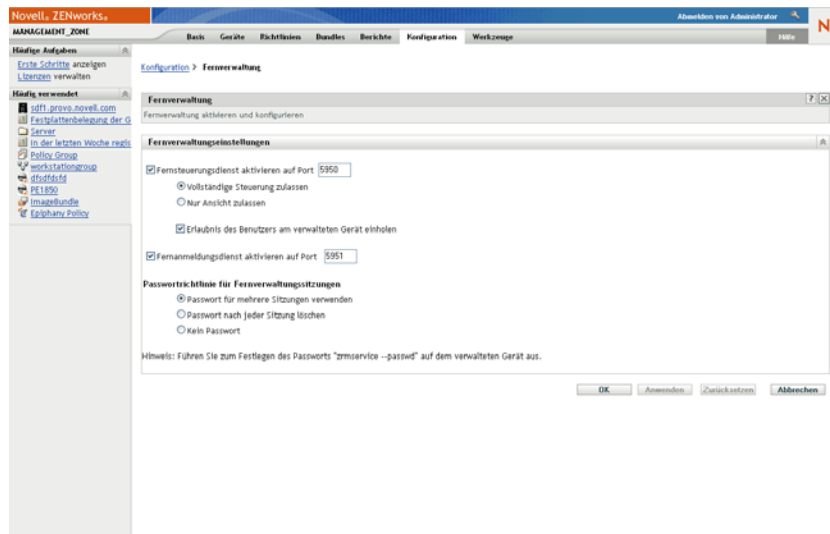 Novell® ZENworks®
Abmelden von Administrator
MANAGEMENT_ZONE
Basis Geräte Richtlinien Bundles Berichte Konfiguration Werkzeuge Hilfe
N
Häufige Aufgaben
Erste Schritte anzeigen
Lizenzen verwalten
Häufig verwendet
sdf1.provo.novell.com
Festplattenbelegung der G
Server
In der letzten Woche regis
Policy Group
workstationgroup
dfsdfdsfd
PE1850
ImageBundle
Epiphany Policy
Konfiguration > Fernverwaltung
Fernverwaltung
Fernverwaltung aktivieren und konfigurieren
Fernverwaltungseinstellungen
Fernsteuerungsdienst aktivieren auf Port 5950
Vollständige Steuerung zulassen
Nur Ansicht zulassen
Erlaubnis des Benutzers am verwalteten Gerät einholen
Fernanmeldungsdienst aktivieren auf Port 5951
Passwortrichtlinie für Fernverwaltungssitzungen
Passwort für mehrere Sitzungen verwenden
Passwort nach jeder Sitzung löschen
Kein Passwort
Hinweis: Führen Sie zum Festlegen des Passworts "zrmservice --passwd" auf dem verwalteten Gerät aus.
OK Anwenden Zurücksetzen Abbrechen